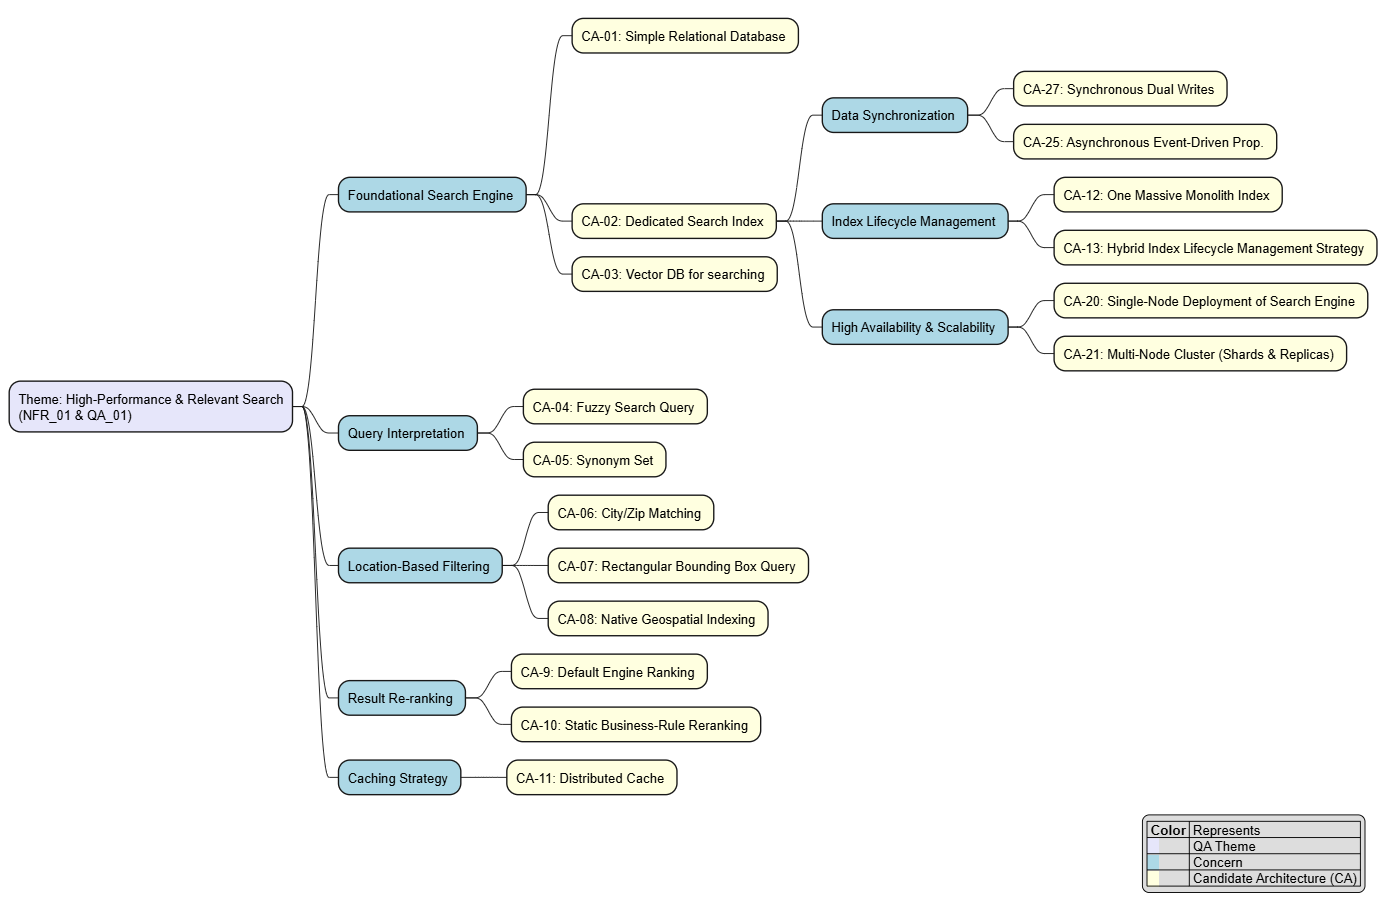 Theme: High-Performance & Relevant Search
(NFR_01 & QA_01)
Foundational Search Engine
CA-01: Simple Relational Database
CA-02: Dedicated Search Index
Data Synchronization
CA-27: Synchronous Dual Writes
CA-25: Asynchronous Event-Driven Prop.
Index Lifecycle Management
CA-12: One Massive Monolith Index
CA-13: Hybrid Index Lifecycle Management Strategy
High Availability & Scalability
CA-20: Single-Node Deployment of Search Engine
CA-21: Multi-Node Cluster (Shards & Replicas)
CA-03: Vector DB for searching
Query Interpretation
CA-04: Fuzzy Search Query
CA-05: Synonym Set
Location-Based Filtering
CA-06: City/Zip Matching
CA-07: Rectangular Bounding Box Query
CA-08: Native Geospatial Indexing
Result Re-ranking
CA-9: Default Engine Ranking
CA-10: Static Business-Rule Reranking
Caching Strategy
CA-11: Distributed Cache
Color Represents
QA Theme
Concern
Candidate Architecture (CA)